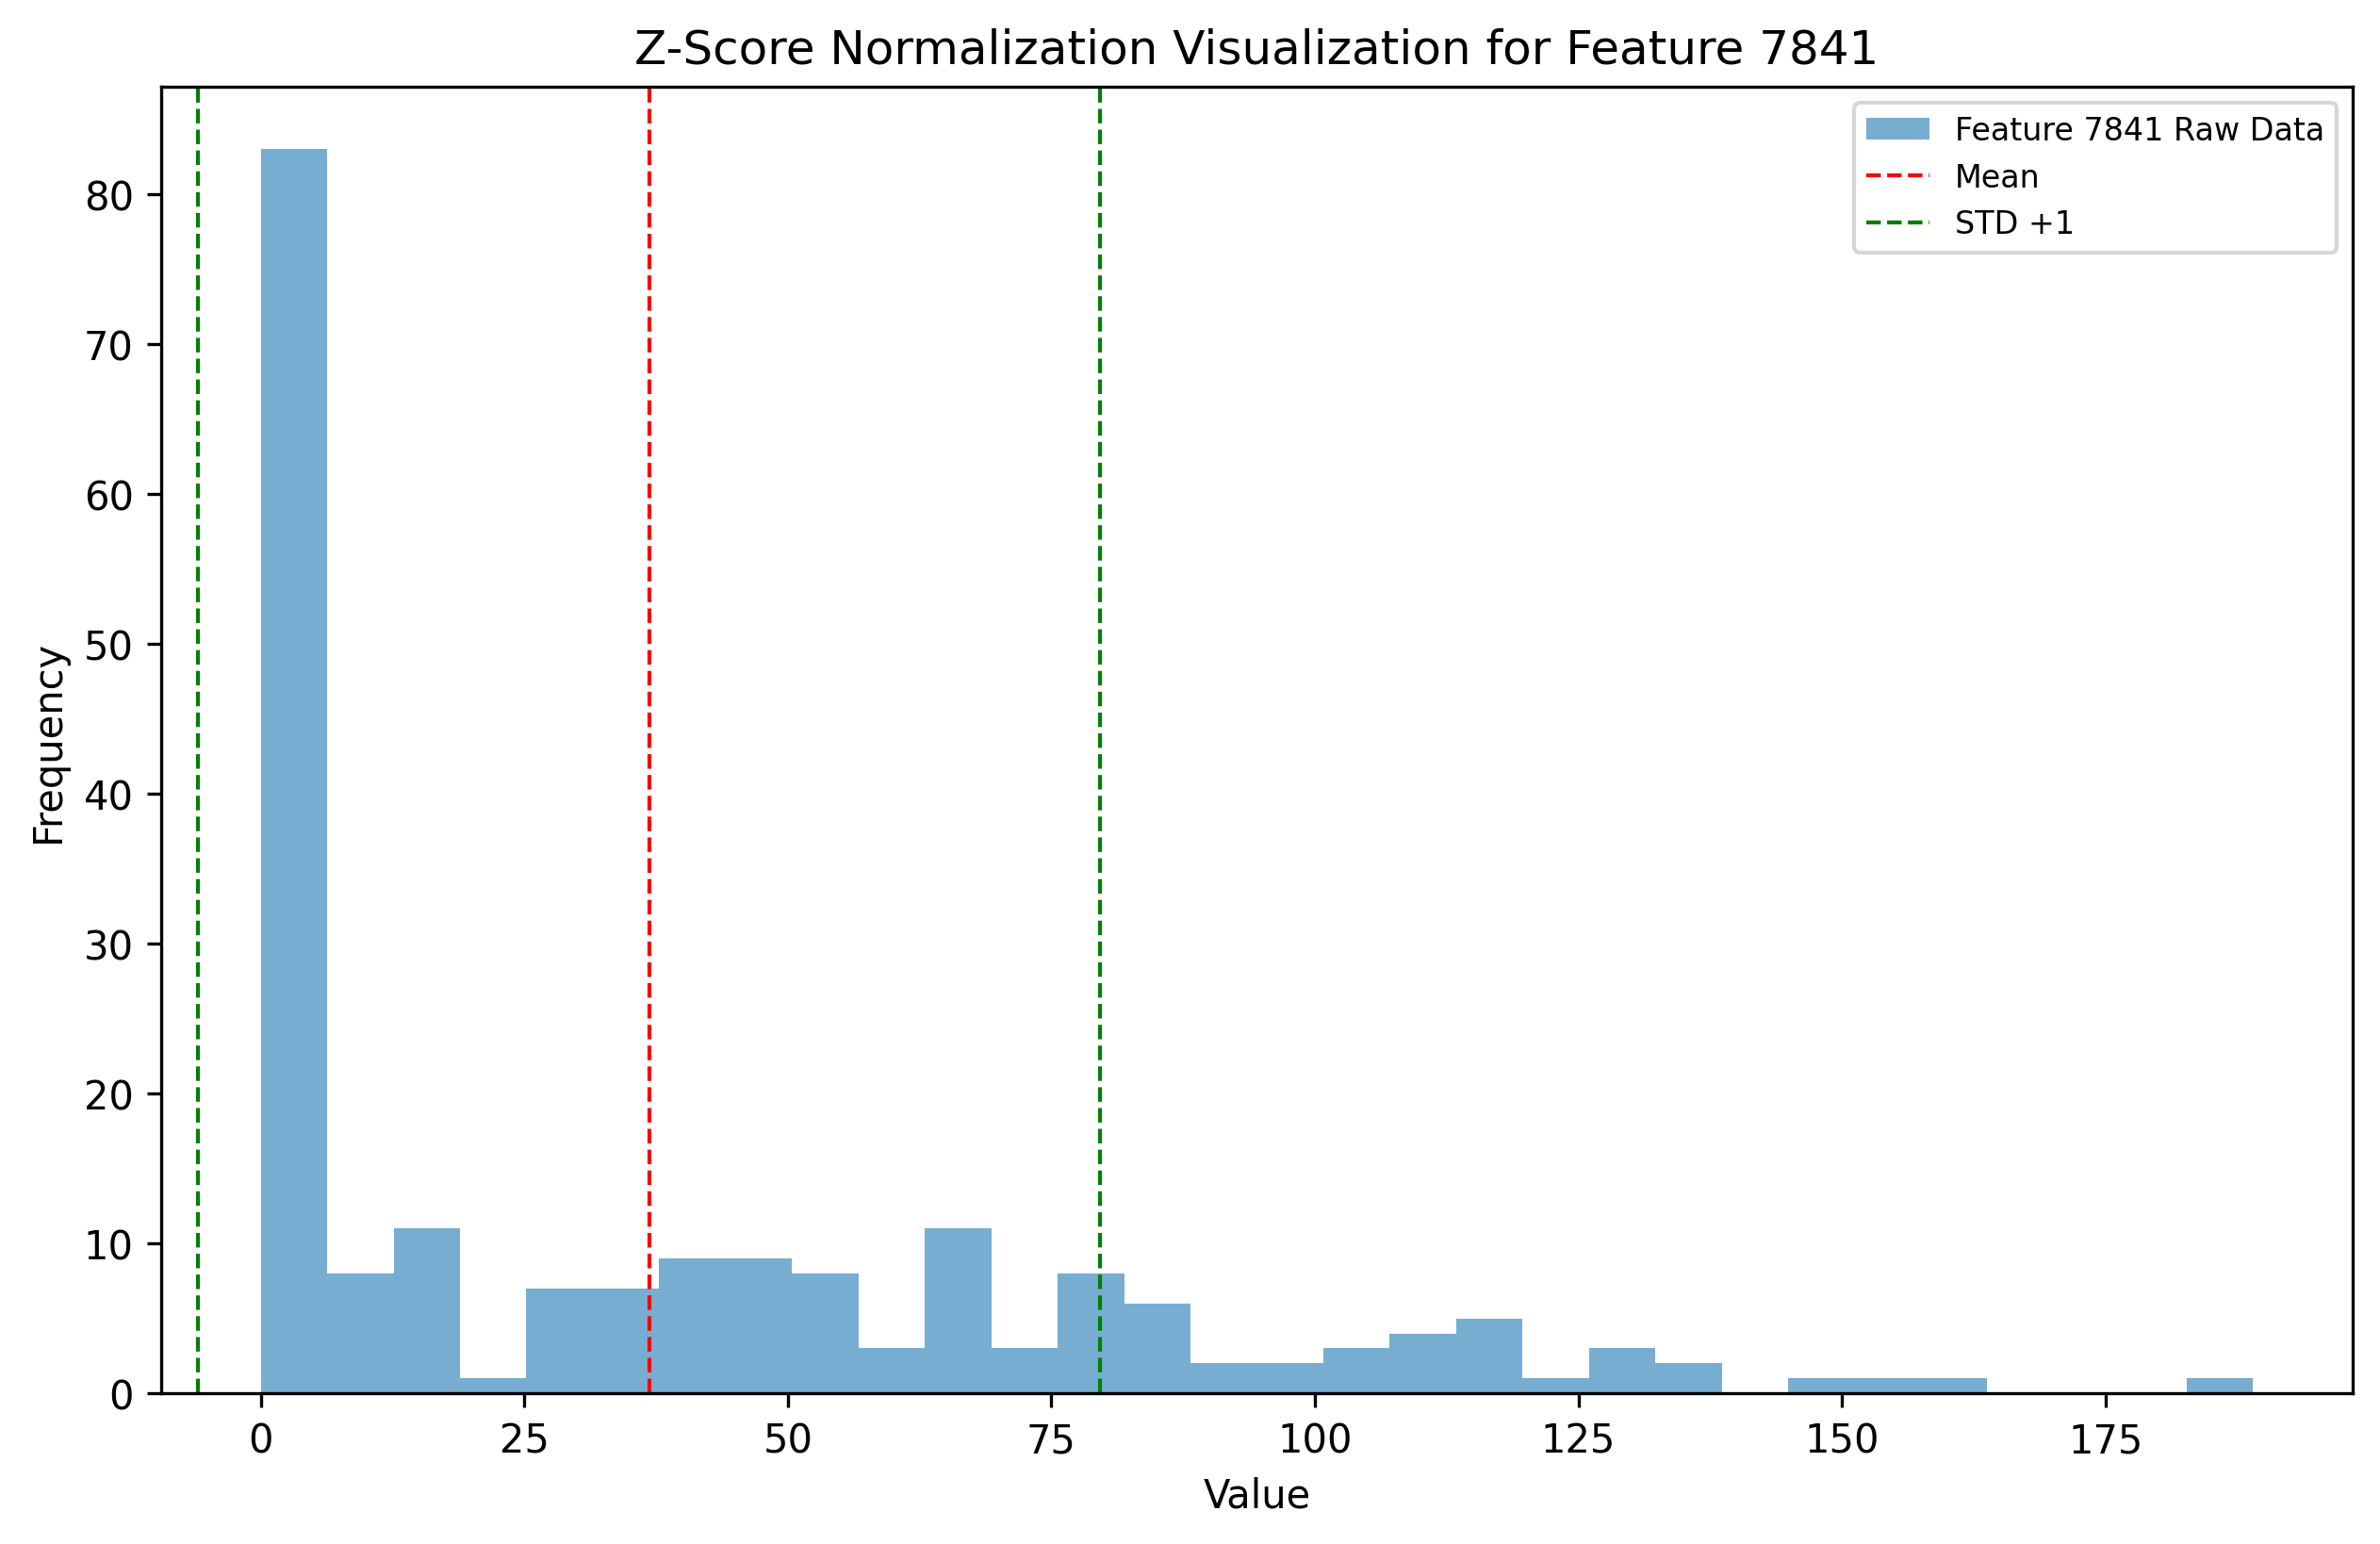 Z-Score Normalization Visualization for Feature 7841
Feature 7841 Raw Data
Mean
STD +1
Frequency
80
70
60
50
40
30
20
10
0
0 25 50 75 100 125 150 175
Value